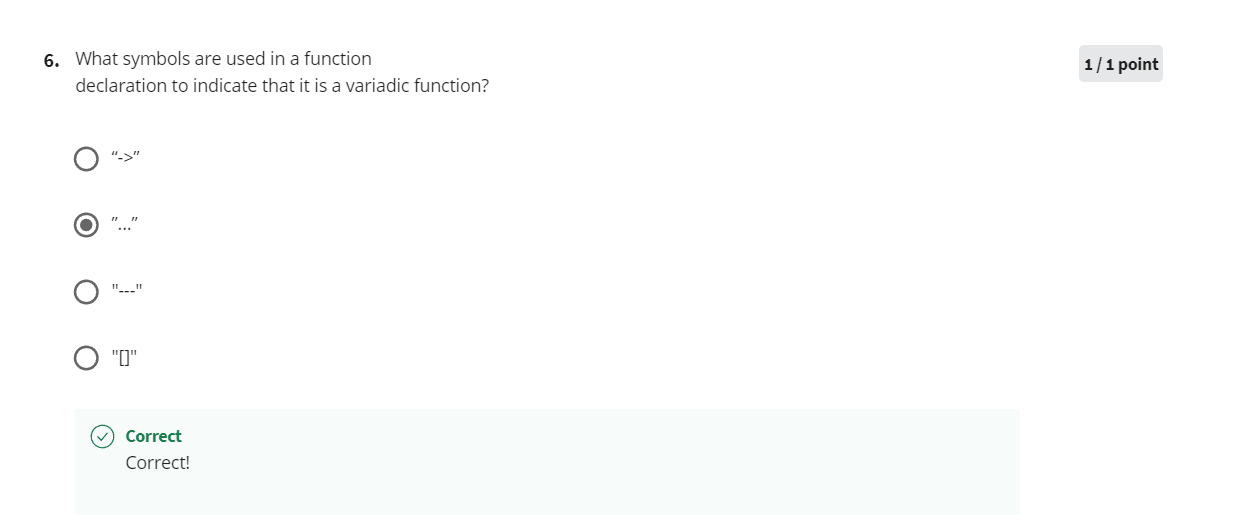 6. What symbols are used in a function
declaration to indicate that it is a variadic function?
1 / 1 point
“->”
”...”
"---"
"[]"
Correct
Correct!